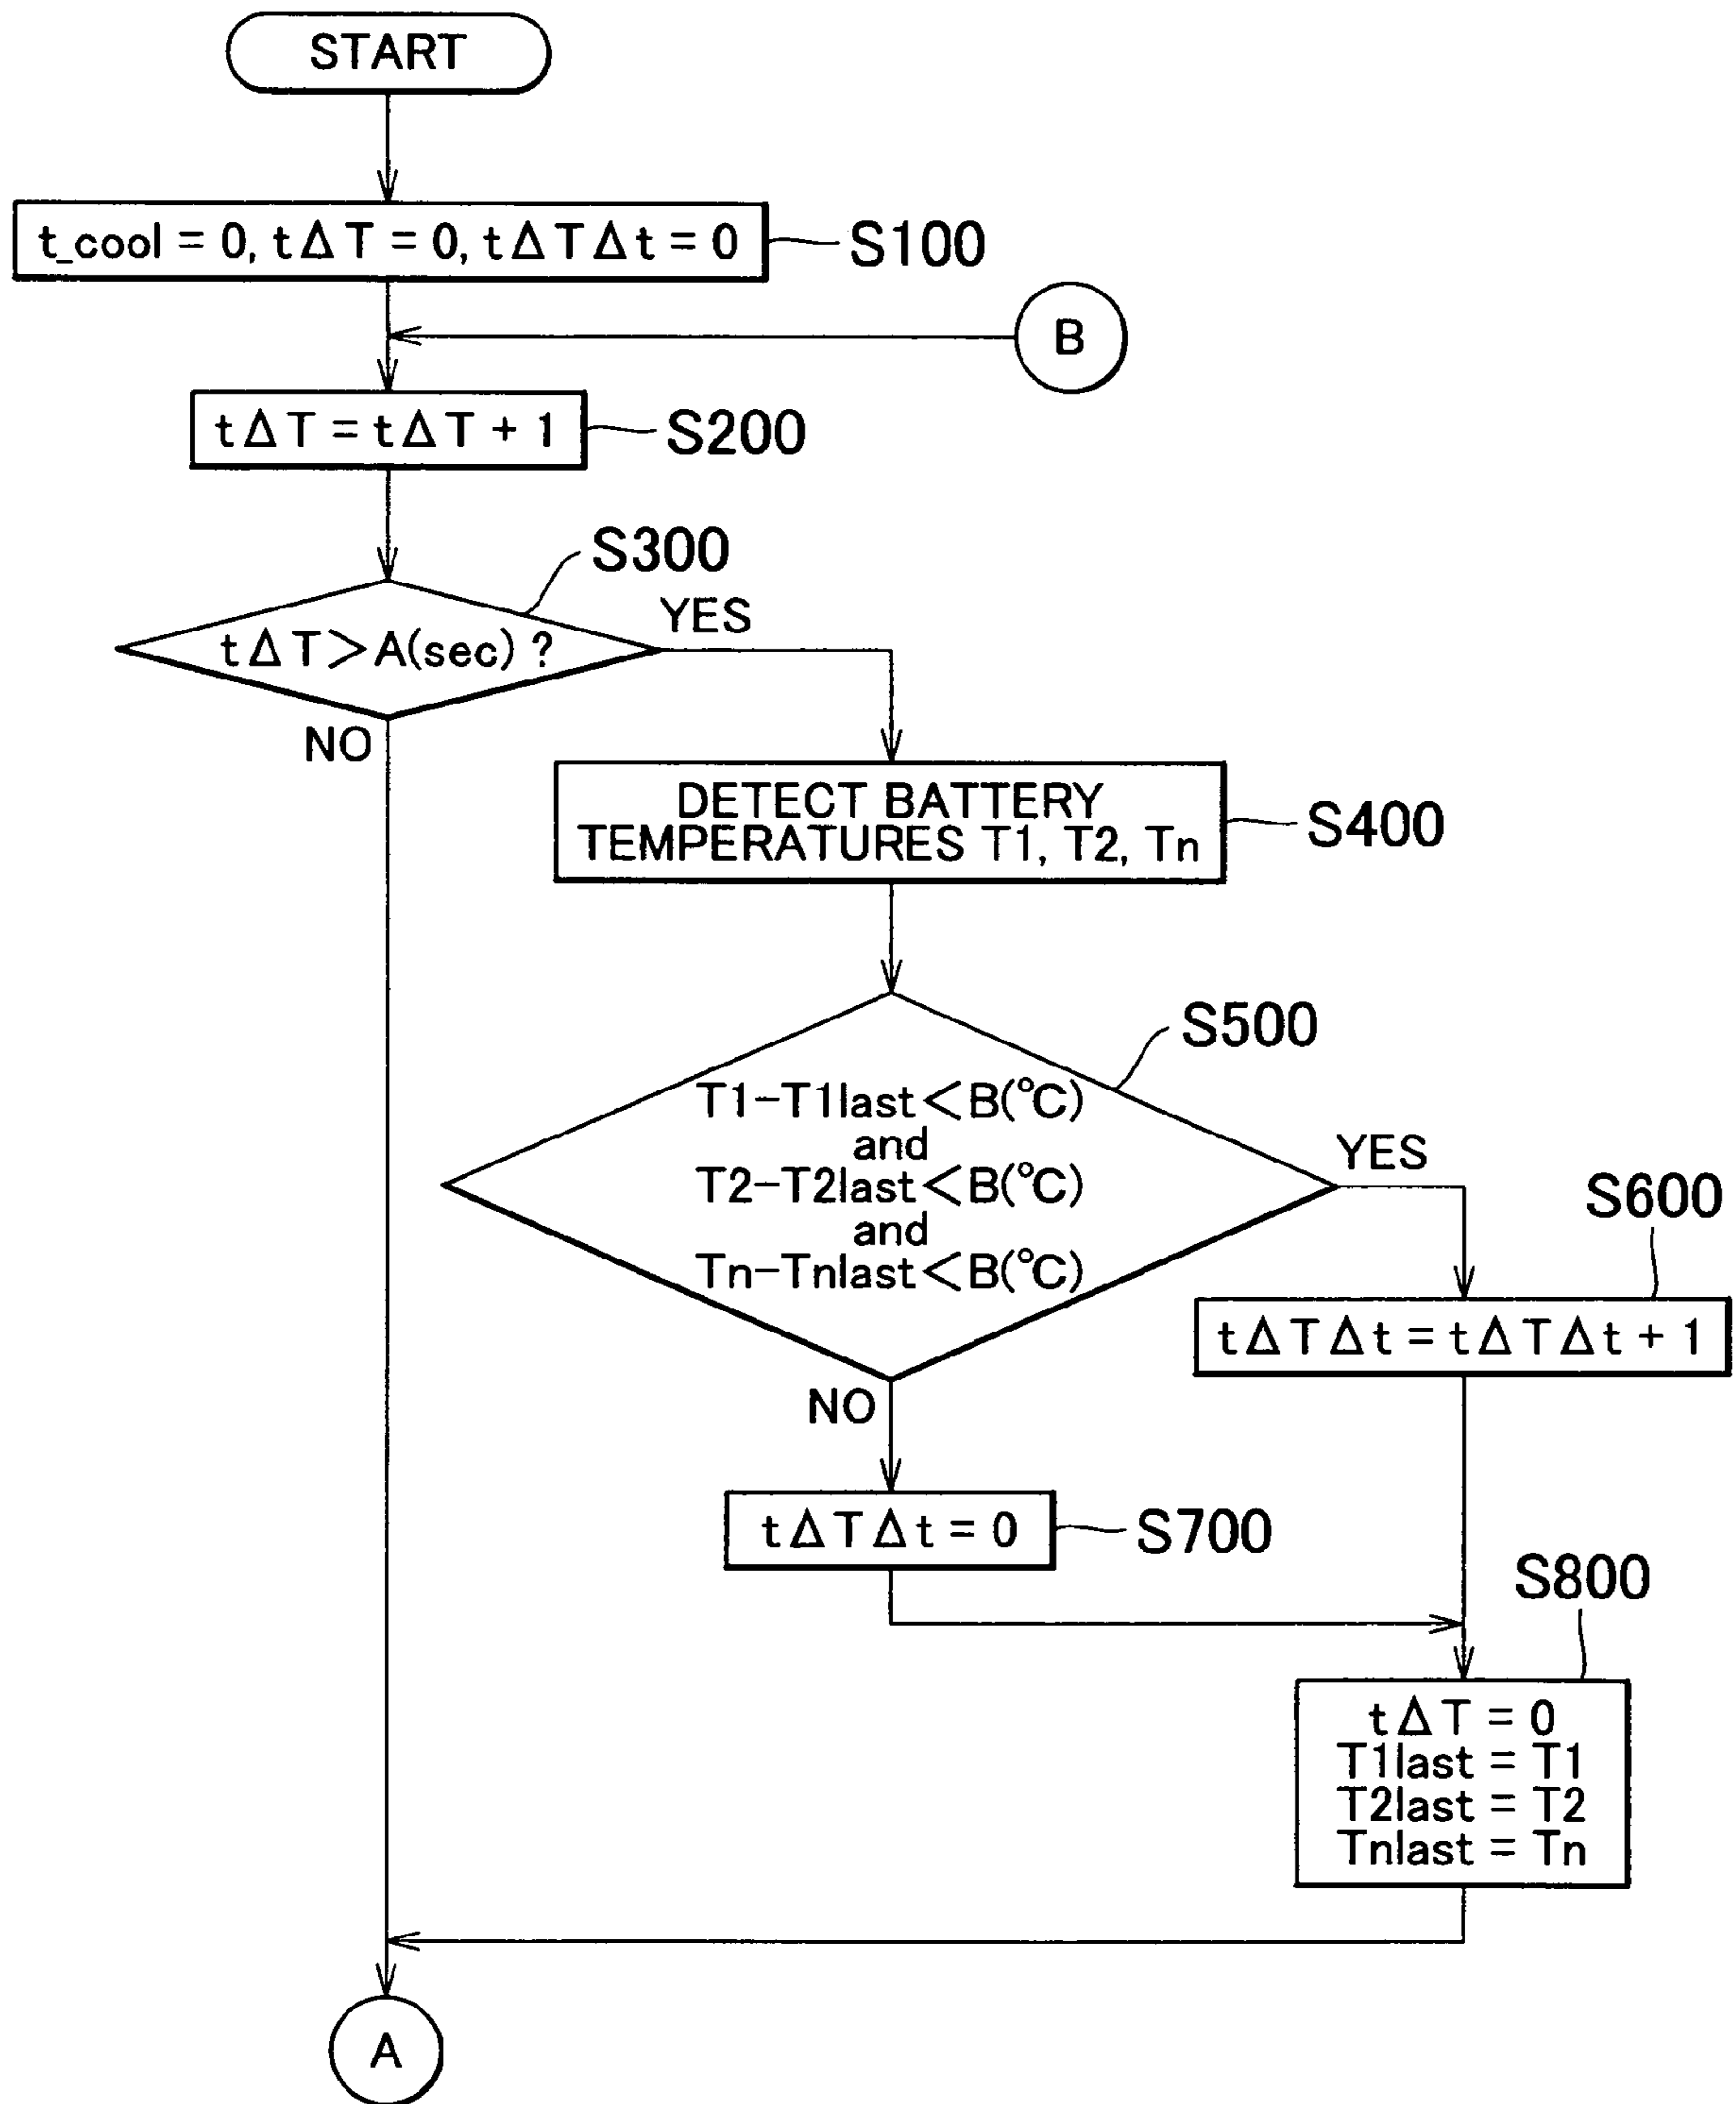 START
t_cool = 0, tΔT = 0, tΔTΔt = 0
S100
B
tΔT = tΔT + 1
S200
S300
tΔT > A(sec) ?
YES
NO
DETECT BATTERY
TEMPERATURES T1, T2, Tn
S400
S500
T1-T1last < B(°C)
and
T2-T2last < B(°C)
and
Tn-Tnlast < B(°C)
YES
NO
S600
tΔTΔt = tΔTΔt + 1
tΔTΔt = 0
S700
S800
tΔT = 0
T1last = T1
T2last = T2
Tnlast = Tn
A